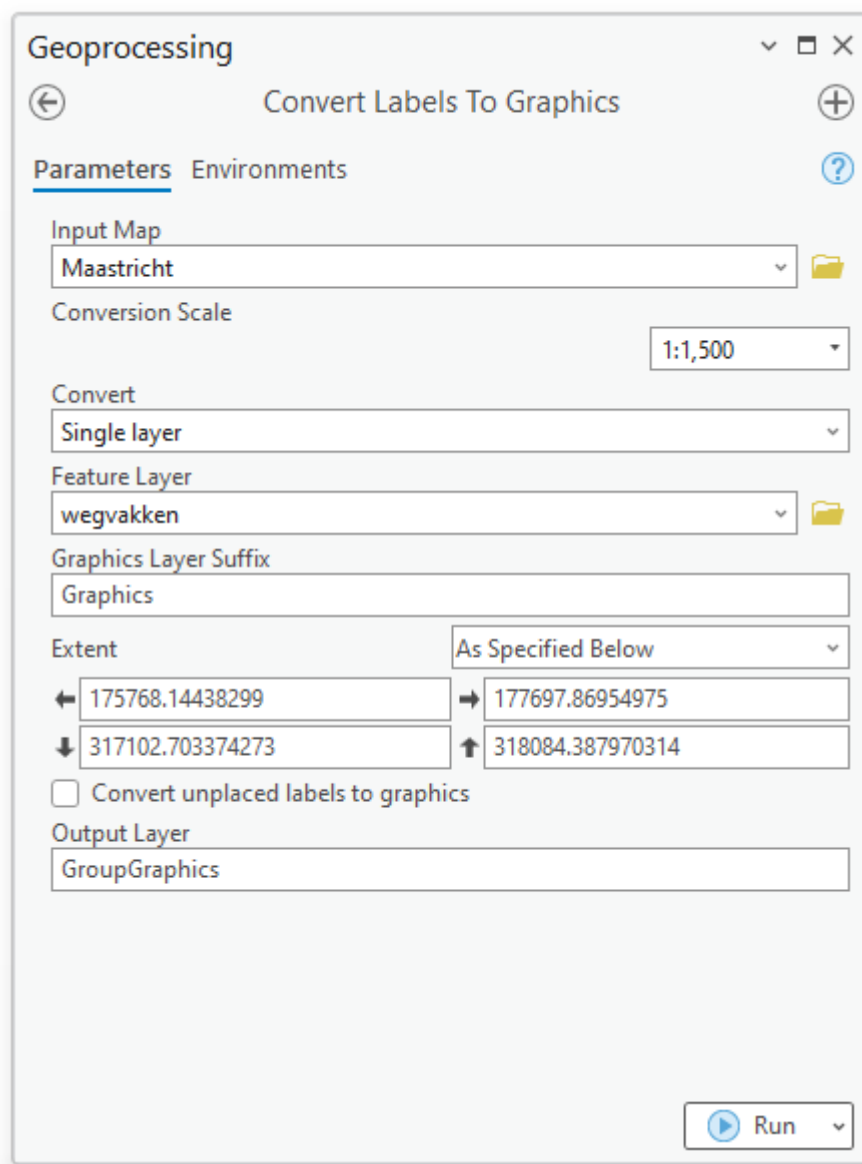 Geoprocessing
Convert Labels To Graphics
Parameters Environments
Input Map
Maastricht
Conversion Scale
1:1,500
Convert
Single layer
Feature Layer
wegvakken
Graphics Layer Suffix
Graphics
Extent As Specified Below
175768.14438299 177697.86954975
317102.703374273 318084.387970314
Convert unplaced labels to graphics
Output Layer
GroupGraphics
Run